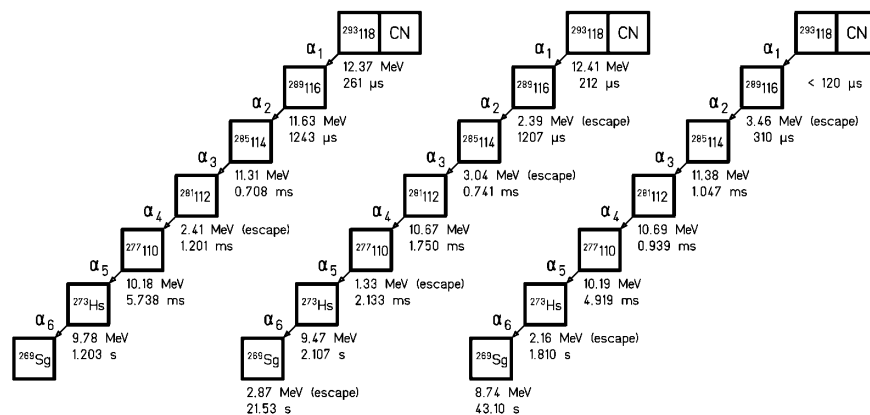 ²⁹³118 CN
α₁
12.37 MeV
261 µs
²⁸⁹116
α₂
11.63 MeV
1243 µs
²⁸⁵114
α₃
11.31 MeV
0.708 ms
²⁸¹112
α₄
2.41 MeV (escape)
1.201 ms
²⁷⁷110
α₅
10.18 MeV
5.738 ms
²⁷³Hs
α₆
9.78 MeV
1.203 s
²⁶⁹Sg
²⁹³118 CN
α₁
12.41 MeV
212 µs
²⁸⁹116
α₂
2.39 MeV (escape)
1207 µs
²⁸⁵114
α₃
3.04 MeV (escape)
0.741 ms
²⁸¹112
α₄
10.67 MeV
1.750 ms
²⁷⁷110
α₅
1.33 MeV (escape)
2.133 ms
²⁷³Hs
α₆
9.47 MeV
2.107 s
²⁶⁹Sg
2.87 MeV (escape)
21.53 s
²⁹³118 CN
α₁
< 120 µs
²⁸⁹116
α₂
3.46 MeV (escape)
310 µs
²⁸⁵114
α₃
11.38 MeV
1.047 ms
²⁸¹112
α₄
10.69 MeV
0.939 ms
²⁷⁷110
α₅
10.19 MeV
4.919 ms
²⁷³Hs
α₆
2.16 MeV (escape)
1.810 s
²⁶⁹Sg
8.74 MeV
43.10 s